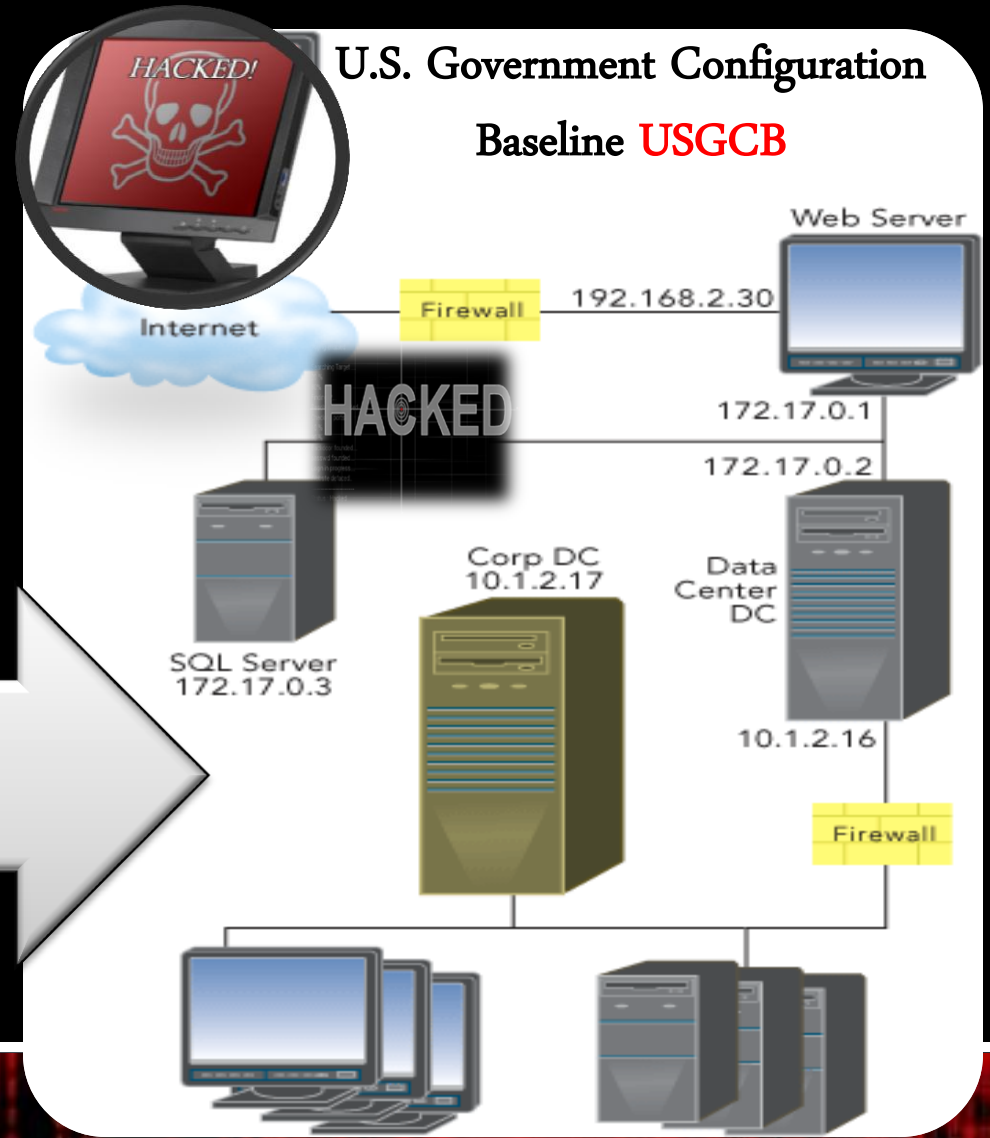 HACKED!
U.S. Government Configuration
Baseline USGCB
Web Server
192.168.2.30
Firewall
Internet
HACKED
172.17.0.1
172.17.0.2
Corp DC
10.1.2.17
Data
Center
DC
SQL Server
172.17.0.3
10.1.2.16
Firewall